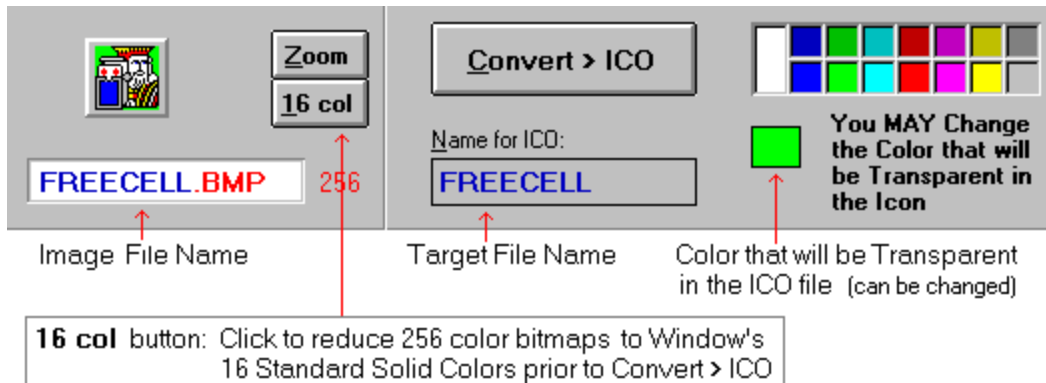 Zoom
16 col
FREECELL.BMP 256
Image File Name
Convert > ICO
Name for ICO:
FREECELL
Target File Name
You MAY Change
the Color that will
be Transparent in
the Icon
Color that will be Transparent
in the ICO file (can be changed)
16 col button: Click to reduce 256 color bitmaps to Window's
16 Standard Solid Colors prior to Convert > ICO